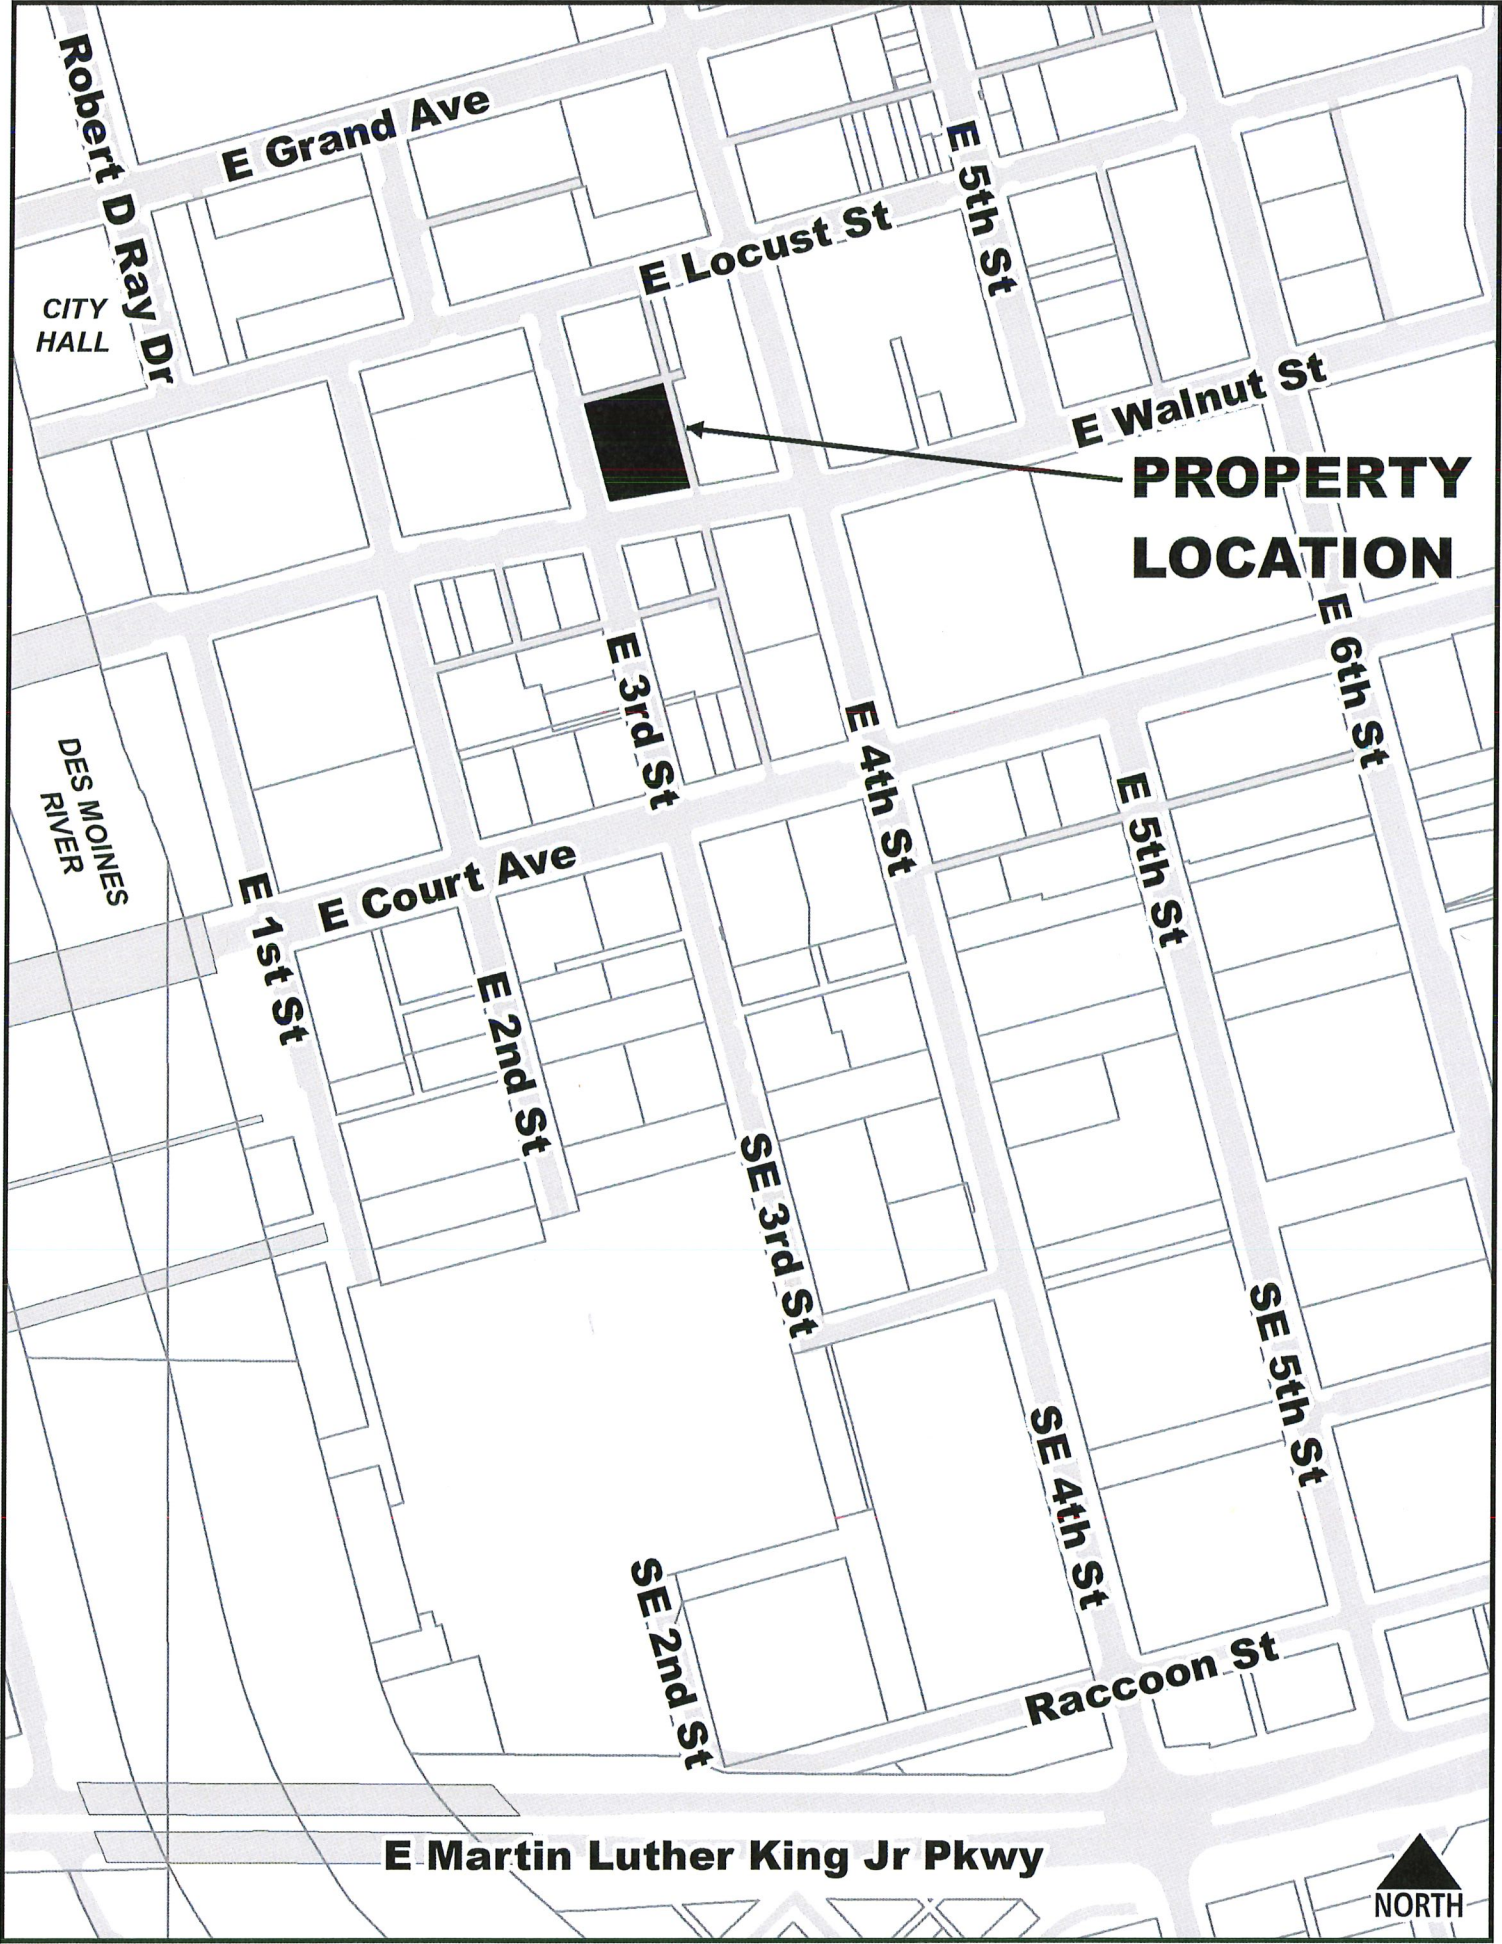 Robert D Ray Dr
E Grand Ave
E 5th St
E Locust St
CITY
HALL
E Walnut St
PROPERTY
LOCATION
E 6th St
E 3rd St
E 4th St
DES MOINES
RIVER
E 5th St
E Court Ave
E 1st St
E 2nd St
SE 3rd St
SE 5th St
SE 4th St
SE 2nd St
Raccoon St
E Martin Luther King Jr Pkwy
NORTH